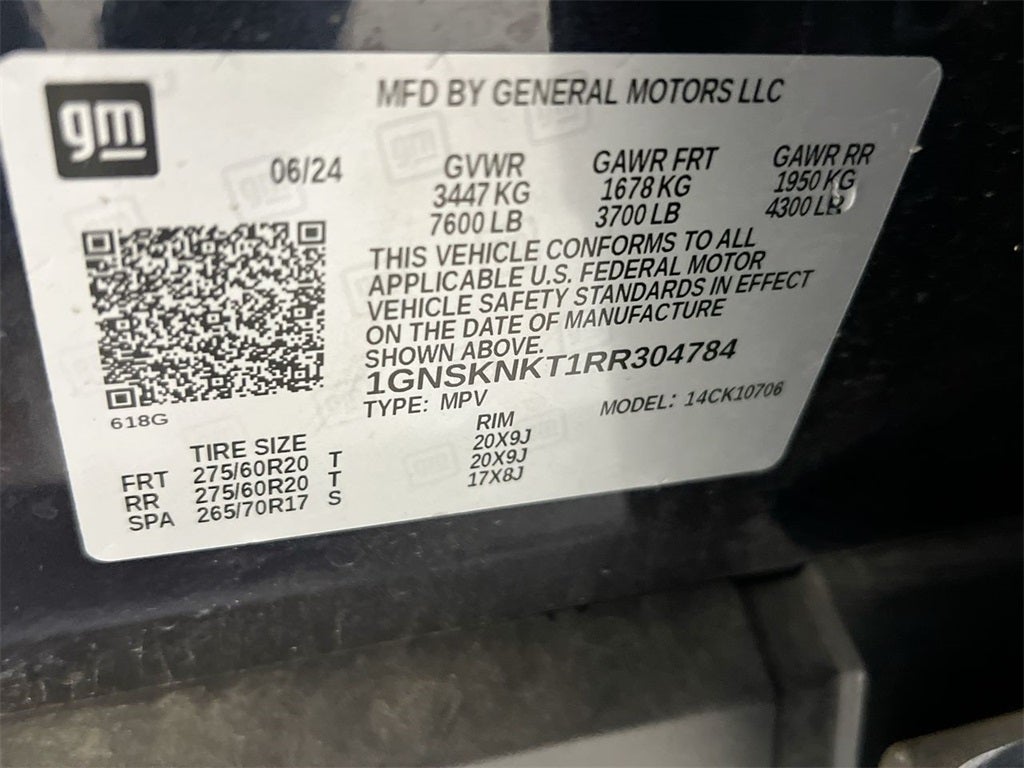 gm
MFD BY GENERAL MOTORS LLC
06/24 GVWR GAWR FRT GAWR RR
3447 KG 1678 KG 1950 KG
7600 LB 3700 LB 4300 LB
THIS VEHICLE CONFORMS TO ALL
APPLICABLE U.S. FEDERAL MOTOR
VEHICLE SAFETY STANDARDS IN EFFECT
ON THE DATE OF MANUFACTURE
SHOWN ABOVE.
1GNSKNKT1RR304784
TYPE: MPV MODEL: 14CK10706
618G
TIRE SIZE RIM
FRT 275/60R20 T 20X9J
RR 275/60R20 T 20X9J
SPA 265/70R17 S 17X8J